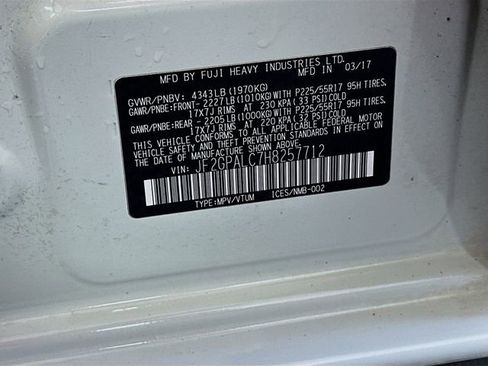 MFD BY FUJI HEAVY INDUSTRIES LTD.
03/17
GVWR/PNBV: 4343LB (1970KG)
GAWR/PNBE:FRONT- 2227LB (1010KG) WITH P225/55R17 95H TIRES,
17X7J RIMS AT 230 KPA (33 PSI) COLD
GAWR/PNBE:REAR - 2205LB (1000KG) WITH P225/55R17 95H TIRES,
17X7J RIMS AT 220 KPA (32 PSI) COLD
THIS VEHICLE CONFORMS TO ALL APPLICABLE FEDERAL MOTOR
VEHICLE SAFETY AND THEFT PREVENTION STANDARDS IN EFFECT ON
THE DATE OF MANUFACTURE SHOWN ABOVE.
VIN: JF2GPALC7H8257712
TYPE:MPV/VTUM ICES/NMB-002